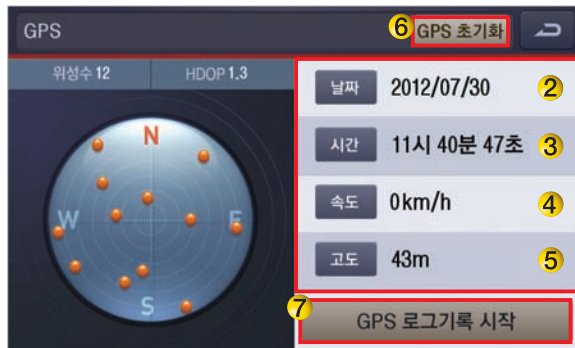 GPS
⑥ GPS 초기화
위성수 12 HDOP 1.3
N
W
E
S
날짜 2012/07/30 ②
시간 11시 40분 47초 ③
속도 0km/h ④
고도 43m ⑤
⑦ GPS 로그기록 시작